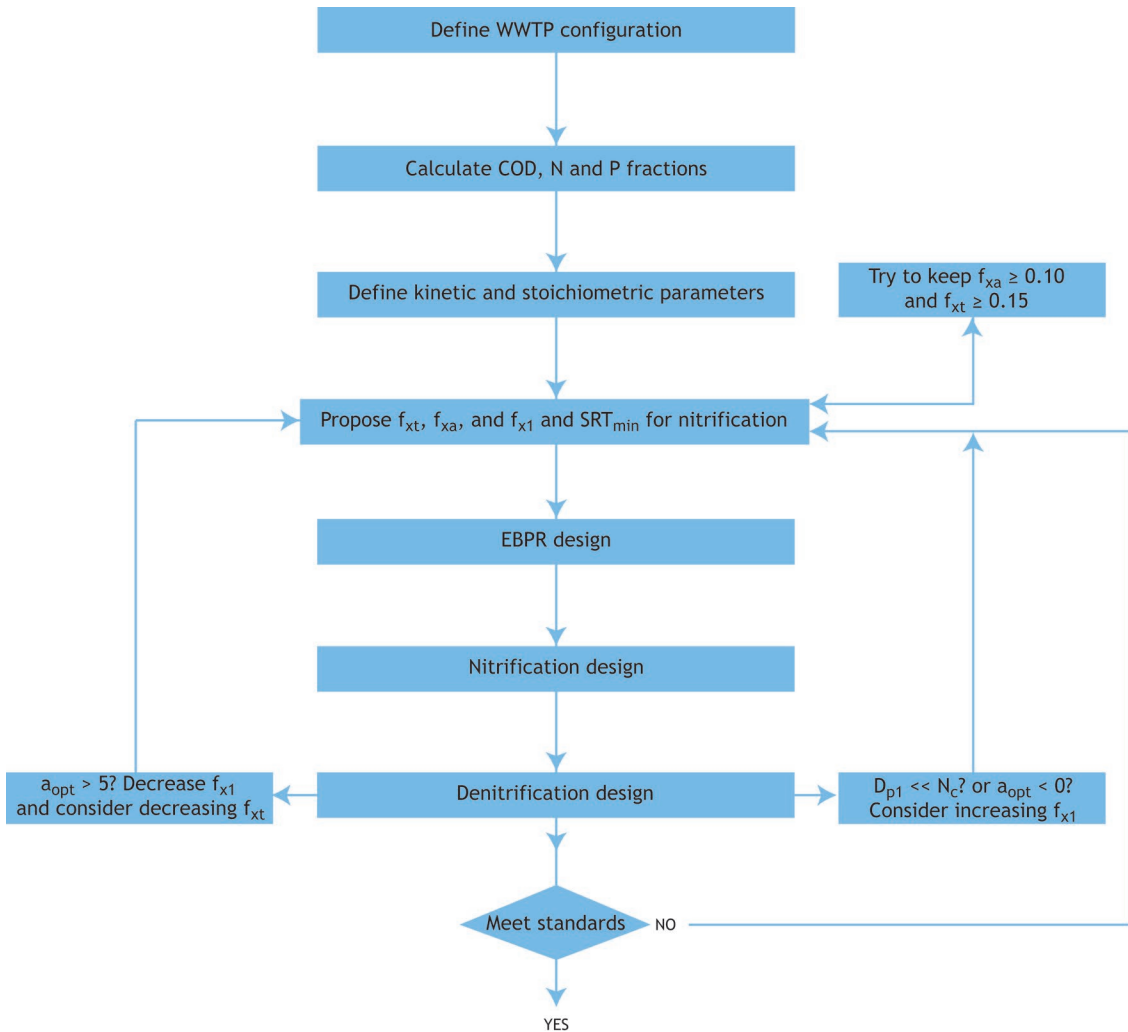 Define WWTP configuration
Calculate COD, N and P fractions
Define kinetic and stoichiometric parameters
Try to keep fxa ≥ 0.10
and fxt ≥ 0.15
Propose fxt, fxa, and fx1 and SRTmin for nitrification
EBPR design
Nitrification design
aopt > 5? Decrease fx1
and consider decreasing fxt
Denitrification design
Dp1 << Nc? or aopt < 0?
Consider increasing fx1
Meet standards
NO
YES